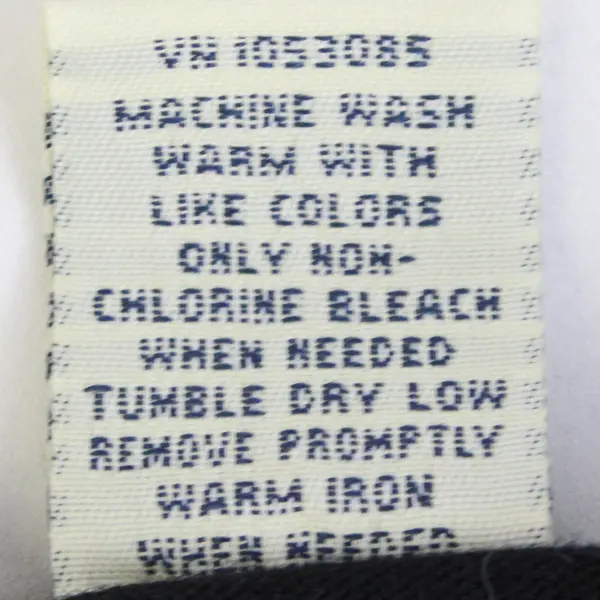 VN 1053085
MACHINE WASH
WARM WITH
LIKE COLORS
ONLY NON-
CHLORINE BLEACH
WHEN NEEDED
TUMBLE DRY LOW
REMOVE PROMPTLY
WARM IRON
WHEN NEEDED